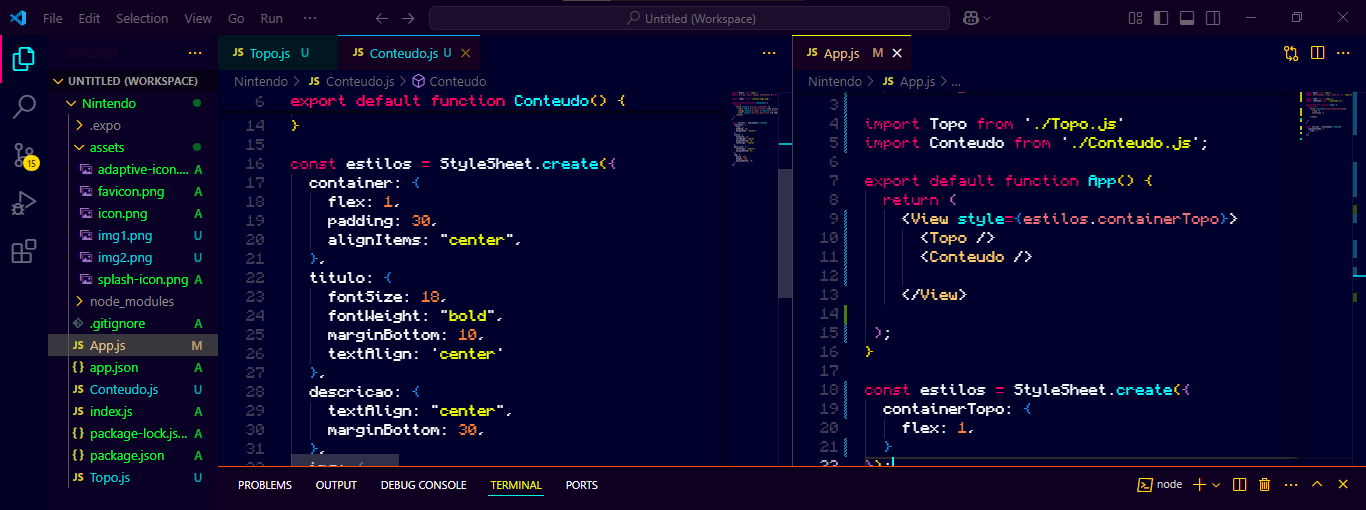 File Edit Selection View Go Run ··· Untitled (Workspace)
EXPLORER ···
UNTITLED (WORKSPACE)
Nintendo
.expo
assets
adaptive-icon.... A
favicon.png A
icon.png A
img1.png U
img2.png U
splash-icon.png A
node_modules
.gitignore A
JS App.js M
{} app.json A
JS Conteudo.js U
JS index.js A
{} package-lock.js... A
{} package.json A
JS Topo.js U
15
JS Topo.js U JS Conteudo.js U ···
Nintendo > JS Conteudo.js > Conteudo
6 export default function Conteudo() {
14 }
15
16 const estilos = StyleSheet.create({
17 container: {
18 flex: 1,
19 padding: 30,
20 alignItems: "center",
21 },
22 titulo: {
23 fontSize: 18,
24 fontWeight: "bold",
25 marginBottom: 10,
26 textAlign: 'center'
27 },
28 descricao: {
29 textAlign: "center",
30 marginBottom: 30,
31 },
JS App.js M ···
Nintendo > JS App.js > ...
3
4 import Topo from './Topo.js'
5 import Conteudo from './Conteudo.js';
6
7 export default function App() {
8 return (
9 <View style={estilos.containerTopo}>
10 <Topo />
11 <Conteudo />
12
13 </View>
14
15 );
16 }
17
18 const estilos = StyleSheet.create({
19 containerTopo: {
20 flex: 1,
21 }
22 });
PROBLEMS OUTPUT DEBUG CONSOLE TERMINAL PORTS node ···